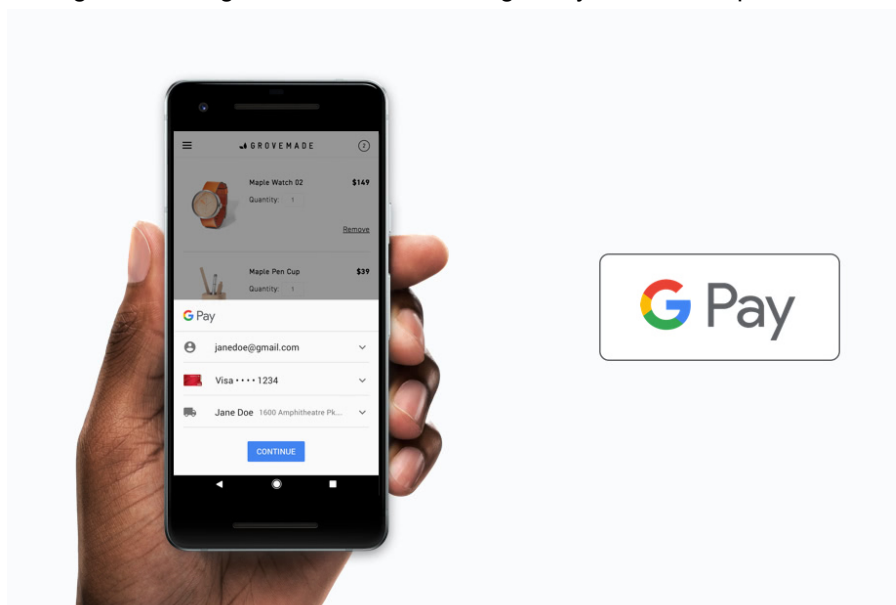 GROVEMADE
2
Maple Watch 02 $149
Quantity: 1
Remove
Maple Pen Cup $39
Quantity: 1
G Pay
janedoe@gmail.com
Visa •••• 1234
Jane Doe 1600 Amphitheatre Pk...
CONTINUE
G Pay